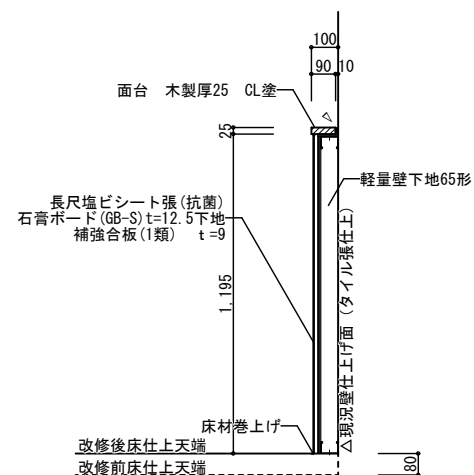 100
90 10
面台 木製厚25 CL塗
25
軽量壁下地65形
長尺塩ビシート張(抗菌)
石膏ボード(GB-S)t=12.5下地
補強合板(1類) t=9
1,195
△現況壁仕上げ面（タイル張仕上）
床材巻上げ
改修後床仕上天端
改修前床仕上天端
80